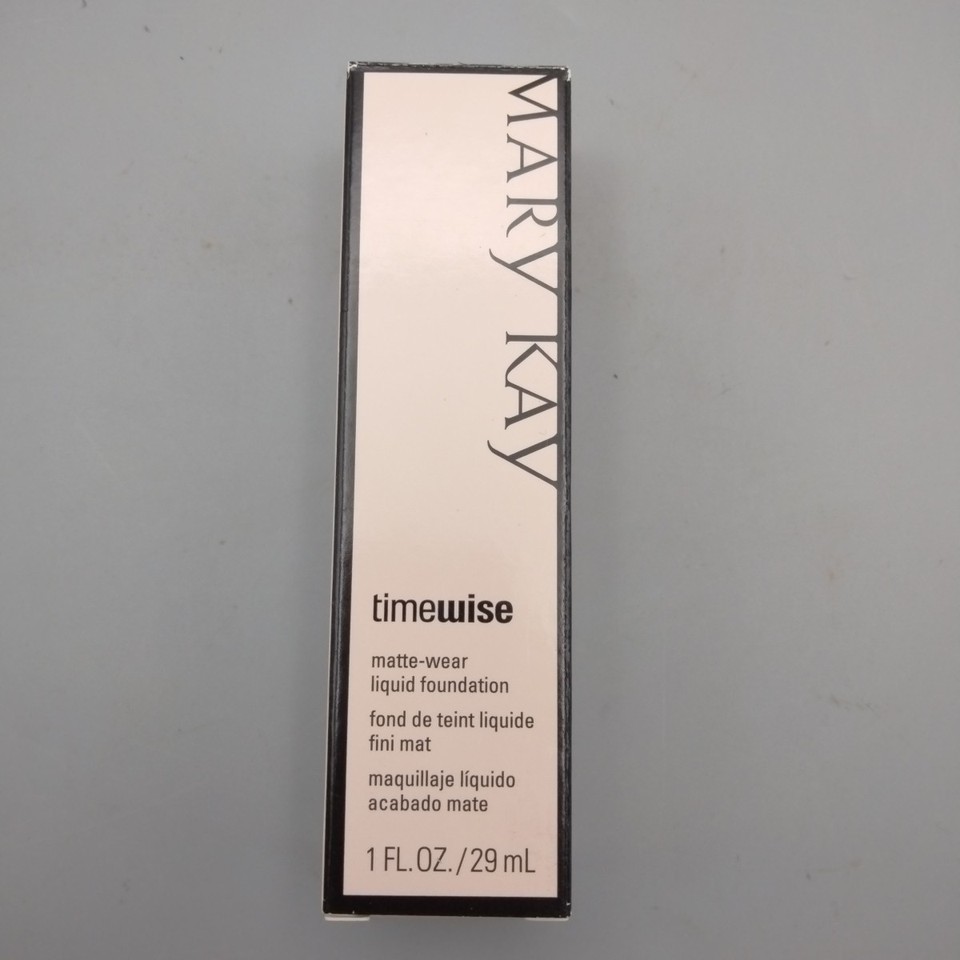 MARY KAY
timewise
matte-wear
liquid foundation
fond de teint liquide
fini mat
maquillaje líquido
acabado mate
1 FL.OZ./29 mL